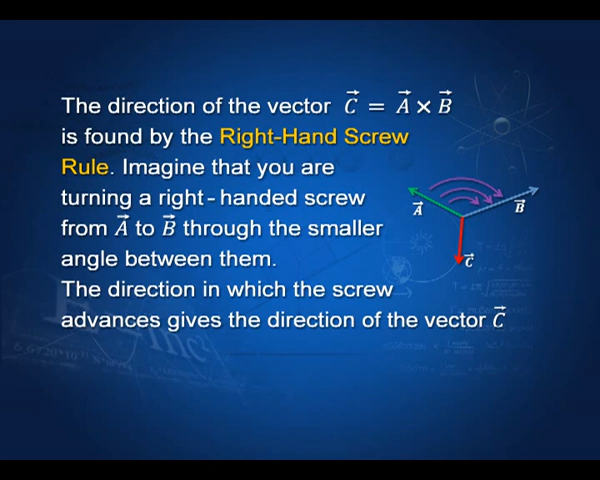 The direction of the vector C⃗ = A⃗ × B⃗
is found by the Right-Hand Screw
Rule. Imagine that you are
turning a right-handed screw
from A⃗ to B⃗ through the smaller
angle between them.
The direction in which the screw
advances gives the direction of the vector C⃗
A⃗
B⃗
C⃗